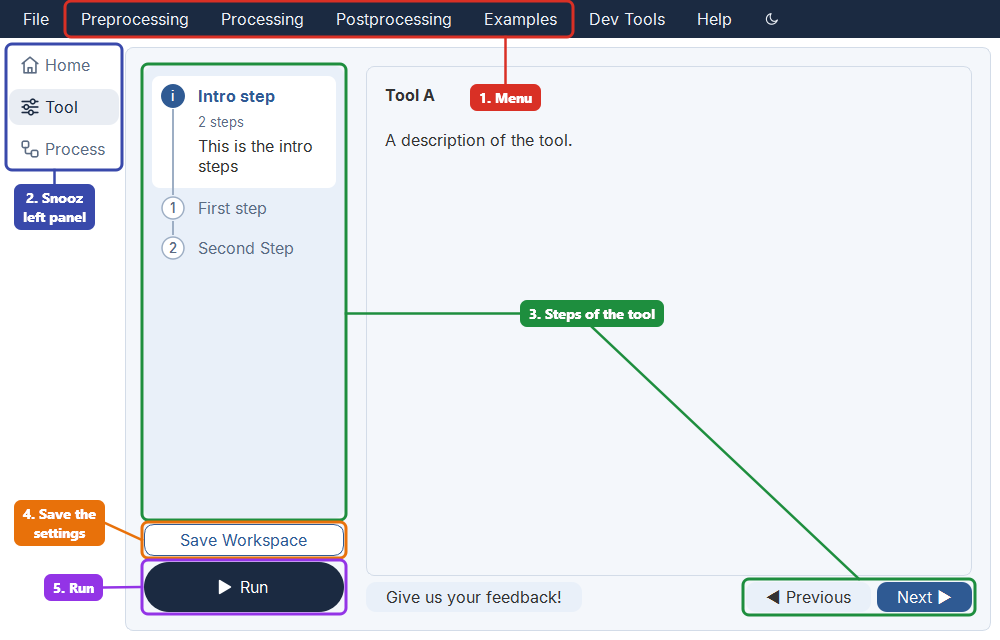 File Preprocessing Processing Postprocessing Examples Dev Tools Help
Home
Tool
Process
2. Snooz
left panel
i Intro step
2 steps
This is the intro
steps
1 First step
2 Second Step
Tool A
1. Menu
A description of the tool.
3. Steps of the tool
4. Save the
settings
Save Workspace
5. Run
Run
Give us your feedback!
Previous
Next